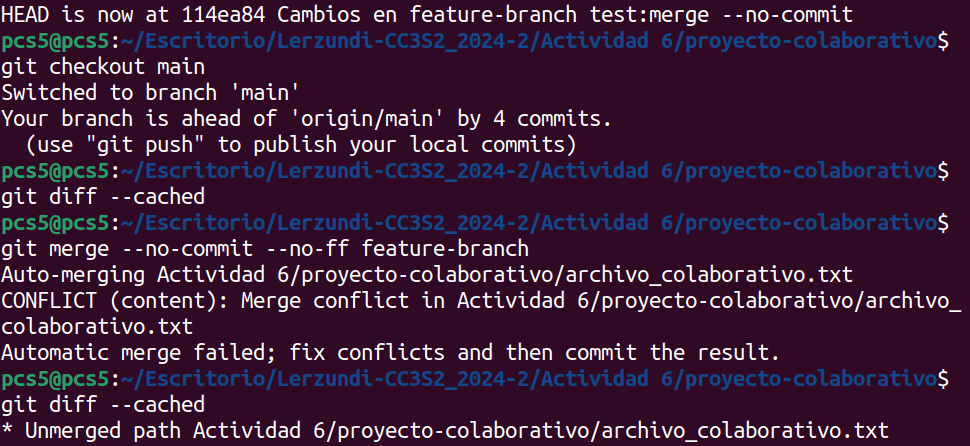 HEAD is now at 114ea84 Cambios en feature-branch test:merge --no-commit
pcs5@pcs5:~/Escritorio/Lerzundi-CC3S2_2024-2/Actividad 6/proyecto-colaborativo$
git checkout main
Switched to branch 'main'
Your branch is ahead of 'origin/main' by 4 commits.
  (use "git push" to publish your local commits)
pcs5@pcs5:~/Escritorio/Lerzundi-CC3S2_2024-2/Actividad 6/proyecto-colaborativo$
git diff --cached
pcs5@pcs5:~/Escritorio/Lerzundi-CC3S2_2024-2/Actividad 6/proyecto-colaborativo$
git merge --no-commit --no-ff feature-branch
Auto-merging Actividad 6/proyecto-colaborativo/archivo_colaborativo.txt
CONFLICT (content): Merge conflict in Actividad 6/proyecto-colaborativo/archivo_
colaborativo.txt
Automatic merge failed; fix conflicts and then commit the result.
pcs5@pcs5:~/Escritorio/Lerzundi-CC3S2_2024-2/Actividad 6/proyecto-colaborativo$
git diff --cached
* Unmerged path Actividad 6/proyecto-colaborativo/archivo_colaborativo.txt